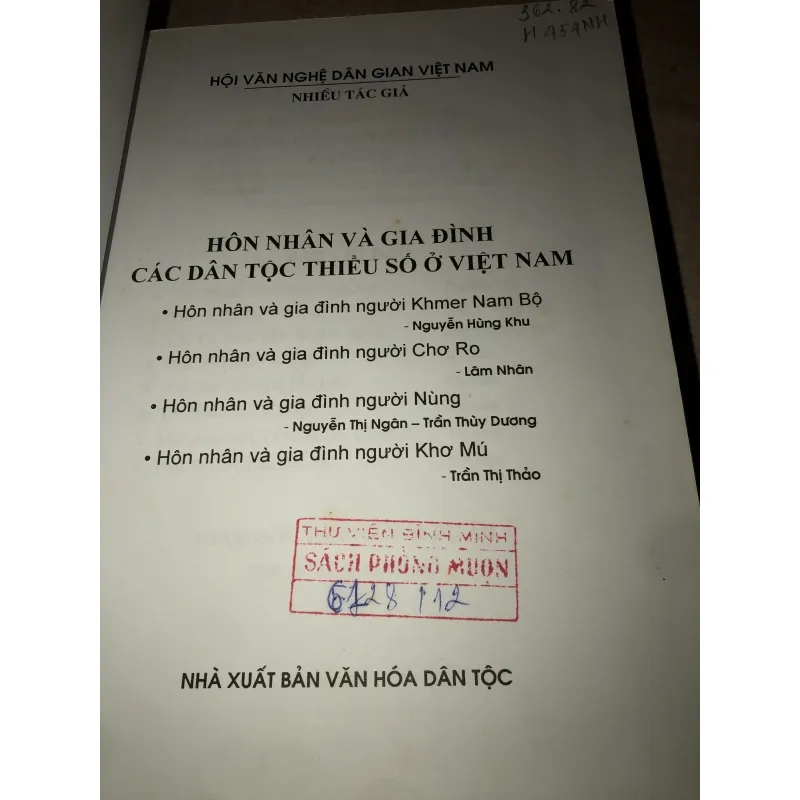 362.82
H454NH
HỘI VĂN NGHỆ DÂN GIAN VIỆT NAM
NHIỀU TÁC GIẢ
HÔN NHÂN VÀ GIA ĐÌNH
CÁC DÂN TỘC THIỂU SỐ Ở VIỆT NAM
• Hôn nhân và gia đình người Khmer Nam Bộ
- Nguyễn Hùng Khu
• Hôn nhân và gia đình người Chơ Ro
- Lâm Nhân
• Hôn nhân và gia đình người Nùng
- Nguyễn Thị Ngân – Trần Thùy Dương
• Hôn nhân và gia đình người Khơ Mú
- Trần Thị Thảo
THƯ VIỆN BÌNH MINH
SÁCH PHÒNG MƯỢN
NHÀ XUẤT BẢN VĂN HÓA DÂN TỘC